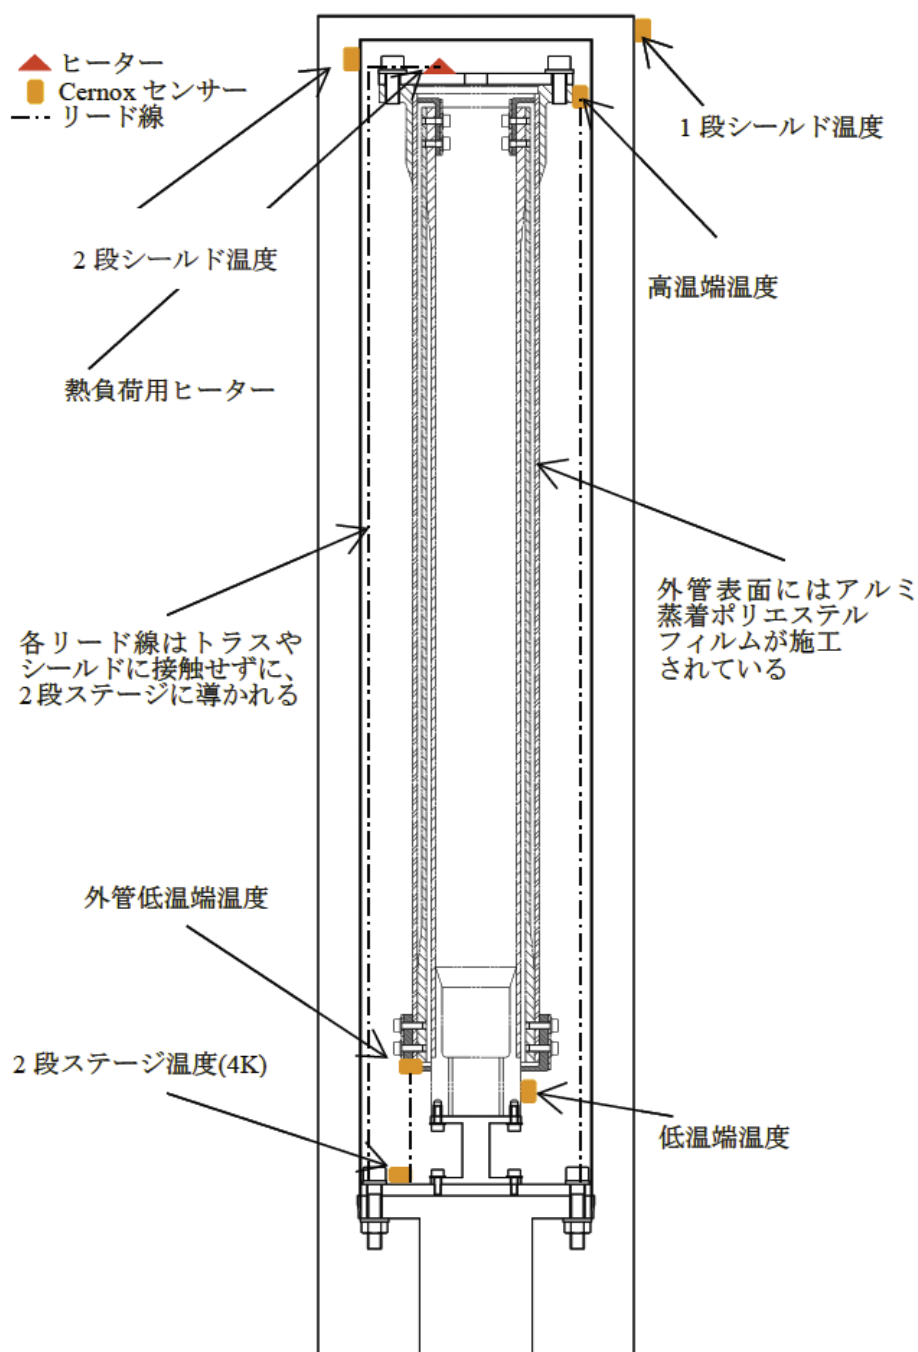 ヒーター
Cernox センサー
リード線
1 段シールド温度
2 段シールド温度
高温端温度
熱負荷用ヒーター
外管表面にはアルミ
蒸着ポリエステル
フィルムが施工
されている
各リード線はトラスや
シールドに接触せずに、
2 段ステージに導かれる
外管低温端温度
2 段ステージ温度(4K)
低温端温度